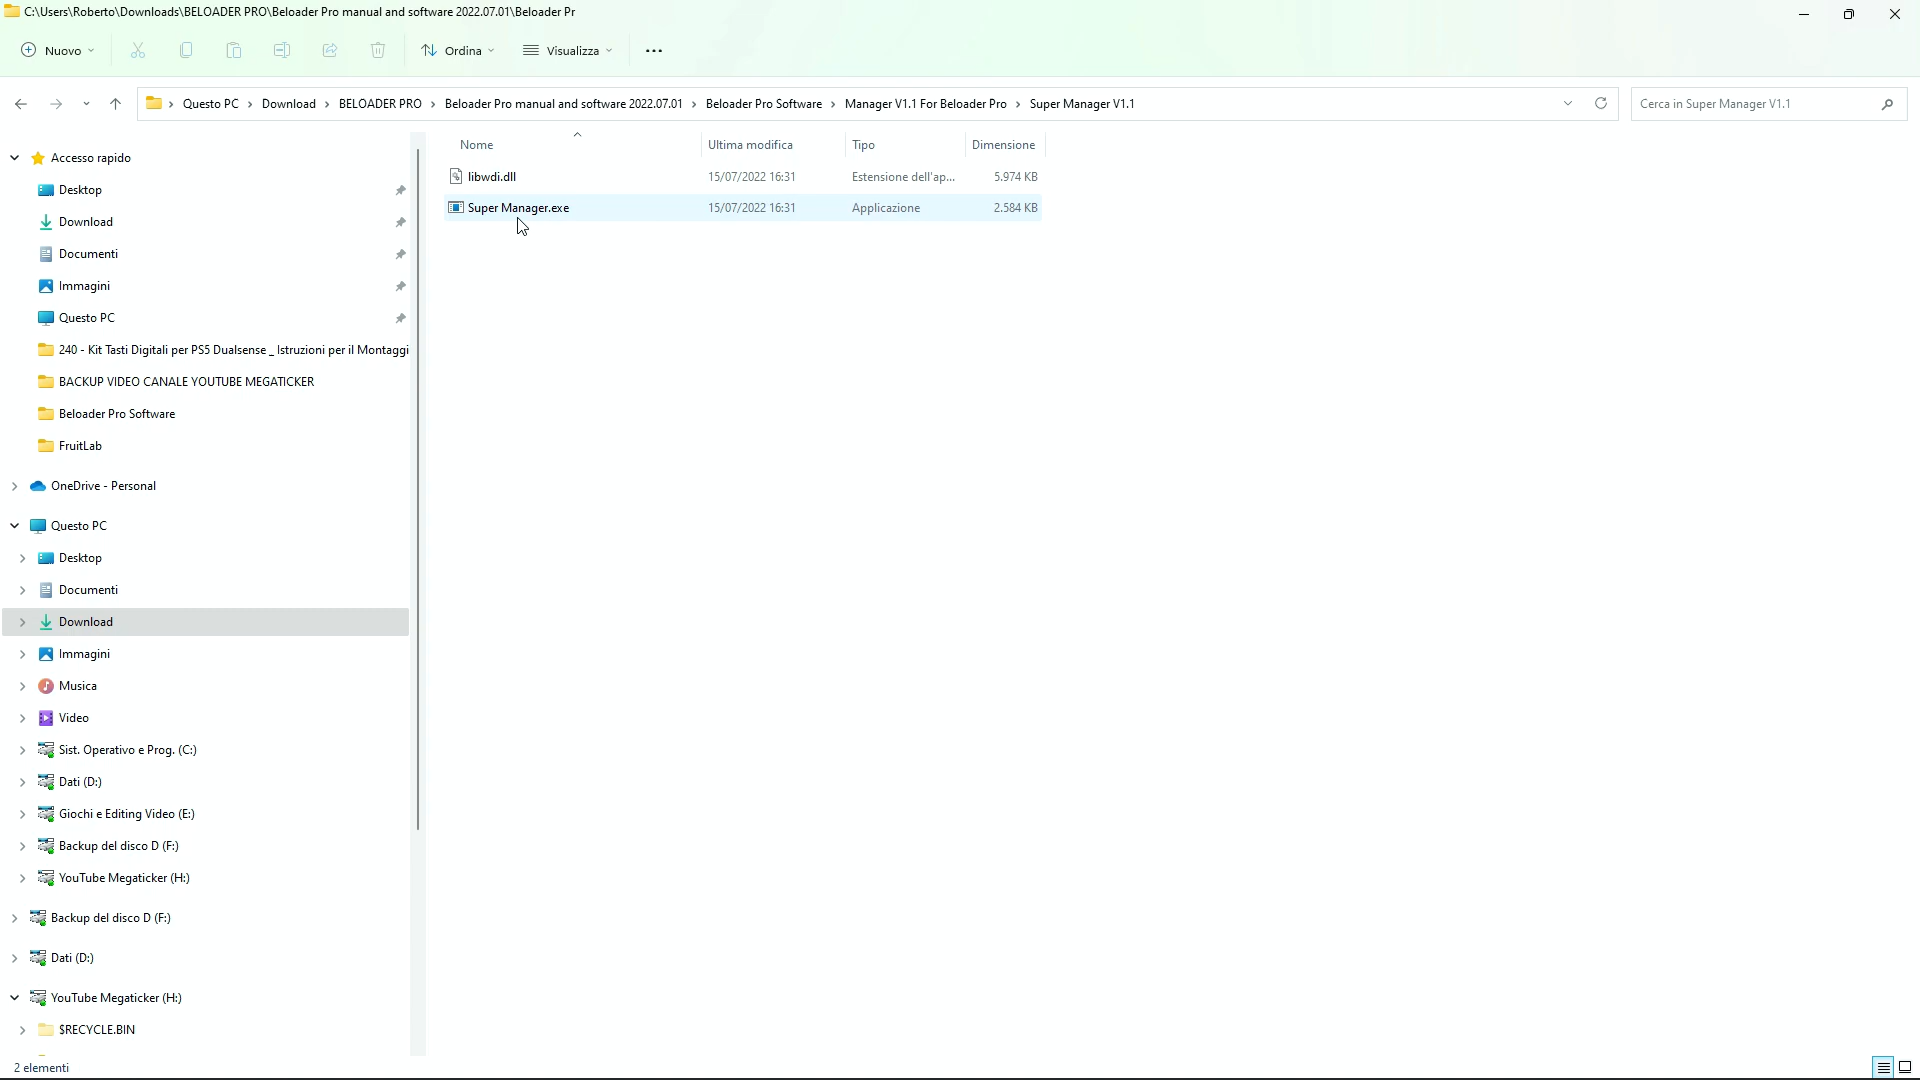 C:\Users\Roberto\Downloads\BELOADER PRO\Beloader Pro manual and software 2022.07.01\Beloader Pr
Nuovo
Ordina
Visualizza
Questo PC > Download > BELOADER PRO > Beloader Pro manual and software 2022.07.01 > Beloader Pro Software > Manager V1.1 For Beloader Pro > Super Manager V1.1
Cerca in Super Manager V1.1
Nome Ultima modifica Tipo Dimensione
libwdi.dll 15/07/2022 16:31 Estensione dell'ap... 5.974 KB
Super Manager.exe 15/07/2022 16:31 Applicazione 2.584 KB
Accesso rapido
Desktop
Download
Documenti
Immagini
Questo PC
240 - Kit Tasti Digitali per PS5 Dualsense _ Istruzioni per il Montaggi
BACKUP VIDEO CANALE YOUTUBE MEGATICKER
Beloader Pro Software
FruitLab
OneDrive - Personal
Questo PC
Desktop
Documenti
Download
Immagini
Musica
Video
Sist. Operativo e Prog. (C:)
Dati (D:)
Giochi e Editing Video (E:)
Backup del disco D (F:)
YouTube Megaticker (H:)
Backup del disco D (F:)
Dati (D:)
YouTube Megaticker (H:)
$RECYCLE.BIN
2 elementi